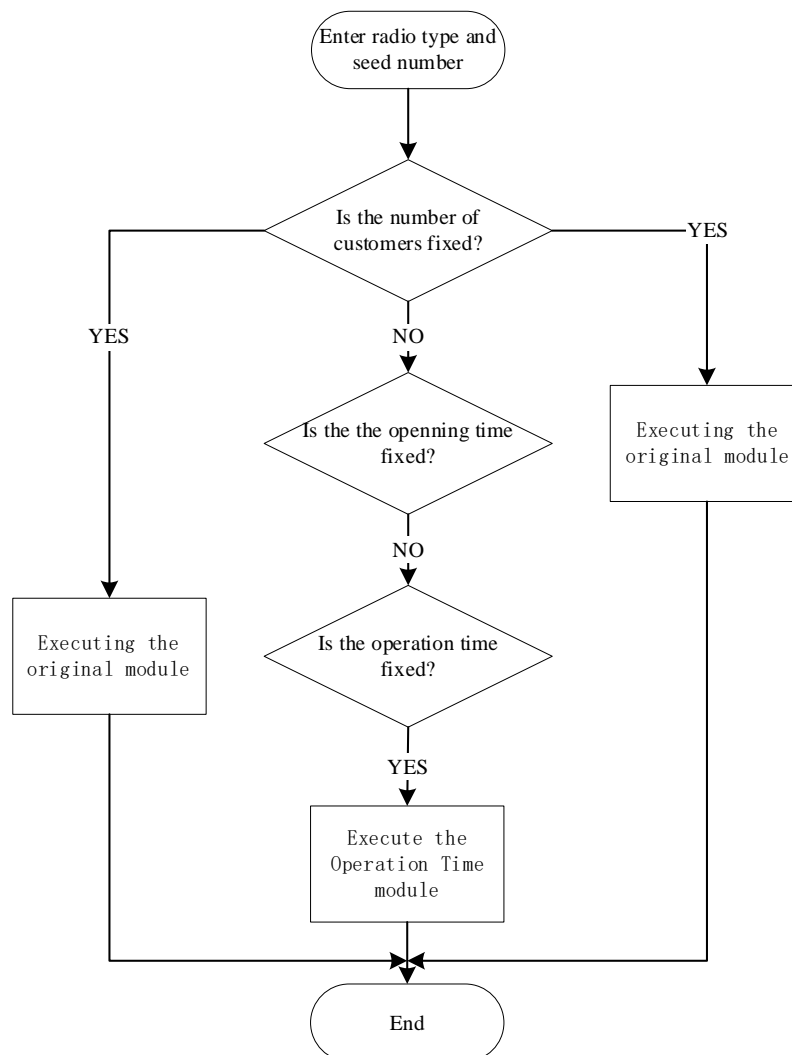 Enter radio type and
seed number
Is the number of
customers fixed?
YES
YES
NO
Is the the openning time
fixed?
Executing the
original module
NO
Executing the
original module
Is the operation time
fixed?
YES
Execute the
Operation Time
module
End